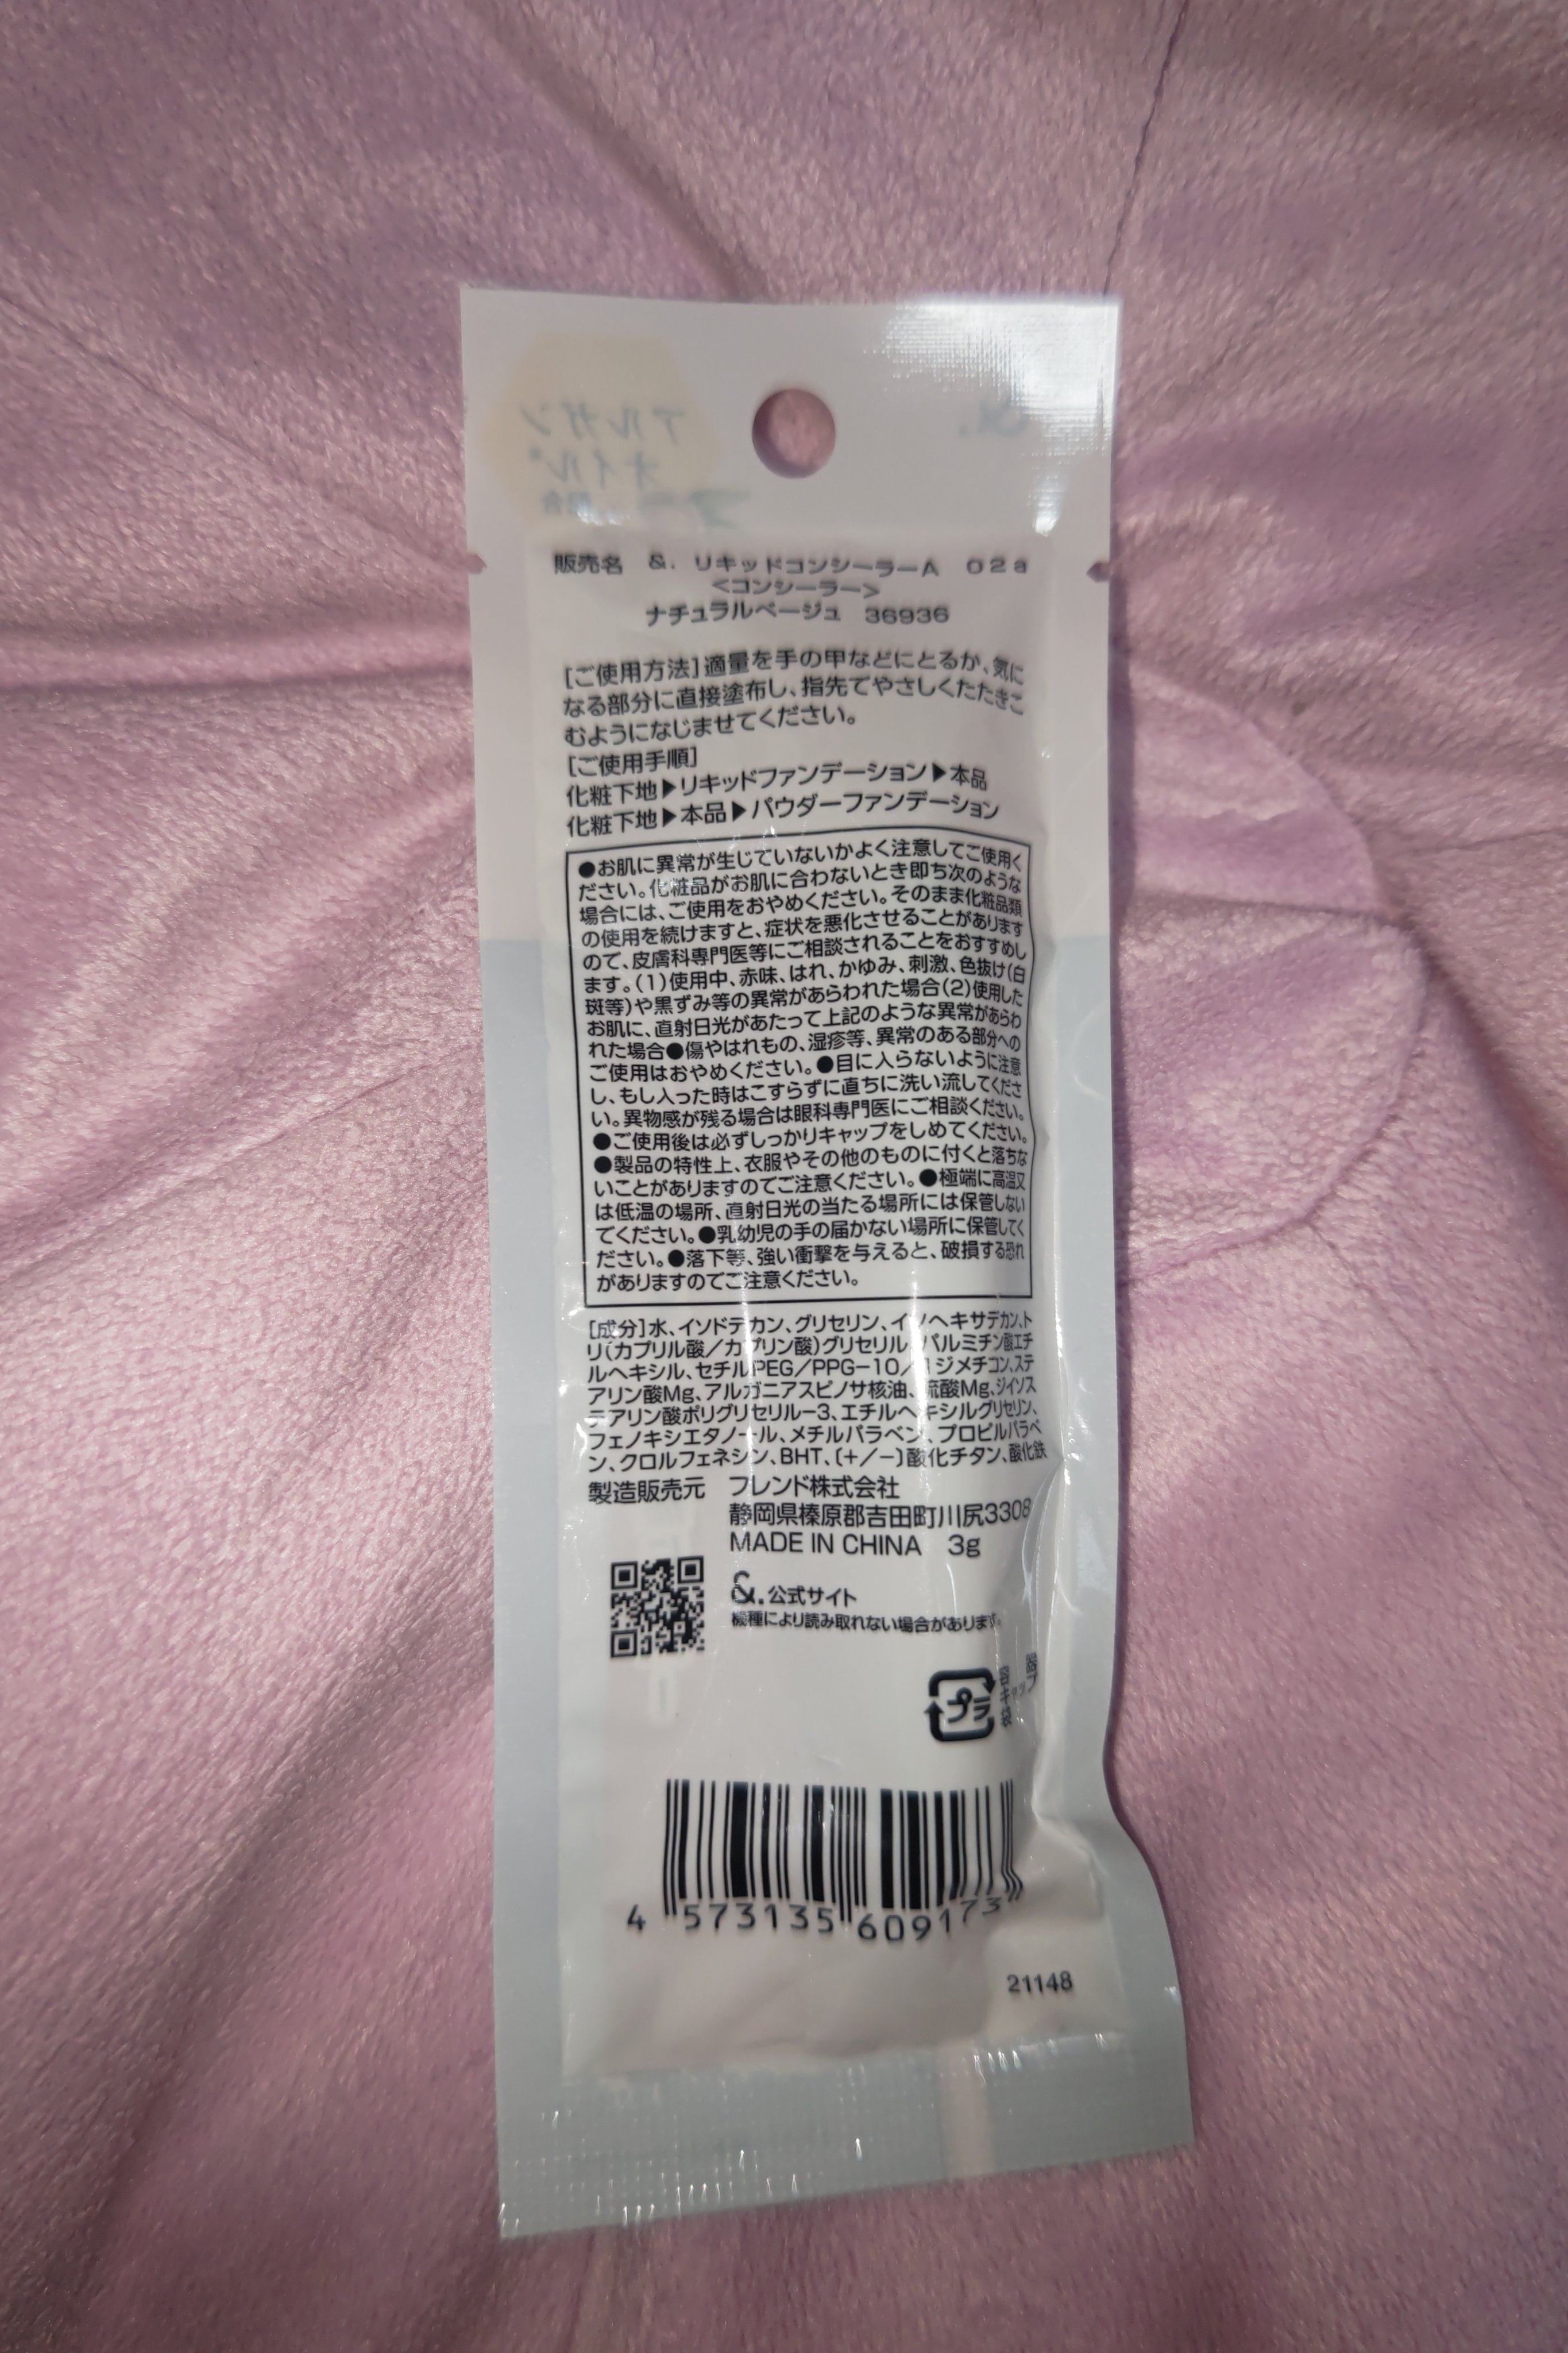 アルガン
オイル*
配合
&.
販売名 &. リキッドコンシーラーA 02a
<コンシーラー>
ナチュラルベージュ 36936
[ご使用方法]適量を手の甲などにとるか、気に
なる部分に直接塗布し、指先でやさしくたたきこ
むようになじませてください。
[ご使用手順]
化粧下地▶リキッドファンデーション▶本品
化粧下地▶本品▶パウダーファンデーション
●お肌に異常が生じていないかよく注意してご使用く
ださい。化粧品がお肌に合わないとき即ち次のような
場合には、ご使用をおやめください。そのまま化粧品類
の使用を続けますと、症状を悪化させることがあります
ので、皮膚科専門医等にご相談されることをおすすめし
ます。(1)使用中、赤味、はれ、かゆみ、刺激、色抜け(白
斑等)や黒ずみ等の異常があらわれた場合(2)使用した
お肌に、直射日光があたって上記のような異常があらわ
れた場合●傷やはれもの、湿疹等、異常のある部分への
ご使用はおやめください。●目に入らないように注意
し、もし入った時はこすらずに直ちに洗い流してくださ
い。異物感が残る場合は眼科専門医にご相談ください。
●ご使用後は必ずしっかりキャップをしめてください。
●製品の特性上、衣服やその他のものに付くと落ちな
いことがありますのでご注意ください。●極端に高温又
は低温の場所、直射日光の当たる場所には保管しない
でください。●乳幼児の手の届かない場所に保管してく
ださい。●落下等、強い衝撃を与えると、破損する恐れ
がありますのでご注意ください。
[成分]水、イソドデカン、グリセリン、イソヘキサデカン、ト
リ(カプリル酸/カプリン酸)グリセリル、パルミチン酸エチ
ルヘキシル、セチルPEG/PPG-10/1ジメチコン、ステ
アリン酸Mg、アルガニアスピノサ核油、硫酸Mg、ジイソス
テアリン酸ポリグリセリル-3、エチルヘキシルグリセリン、
フェノキシエタノール、メチルパラベン、プロピルパラベ
ン、クロルフェネシン、BHT、(+/-)酸化チタン、酸化鉄
製造販売元 フレンド株式会社
静岡県榛原郡吉田町川尻3308
MADE IN CHINA 3g
&.公式サイト
機種により読み取れない場合があります。
プラ
容器
キャップ
袋
4 573135 609173
21148